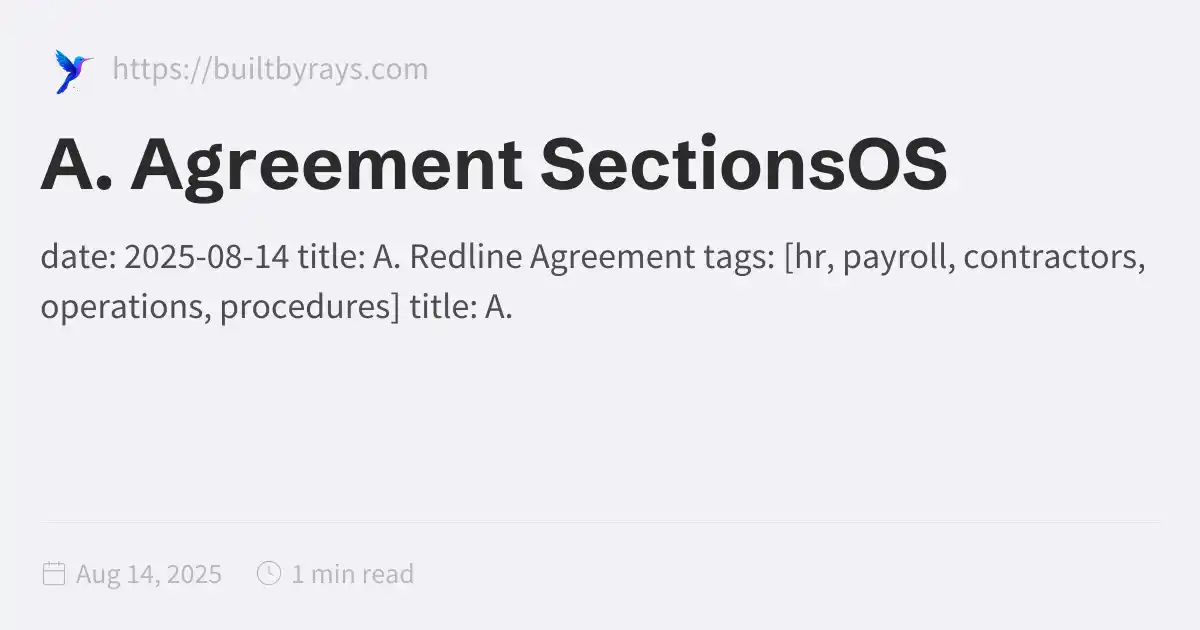 https://builtbyrays.com
A. Agreement SectionsOS
date: 2025-08-14 title: A. Redline Agreement tags: [hr, payroll, contractors,
operations, procedures] title: A.
Aug 14, 2025 1 min read